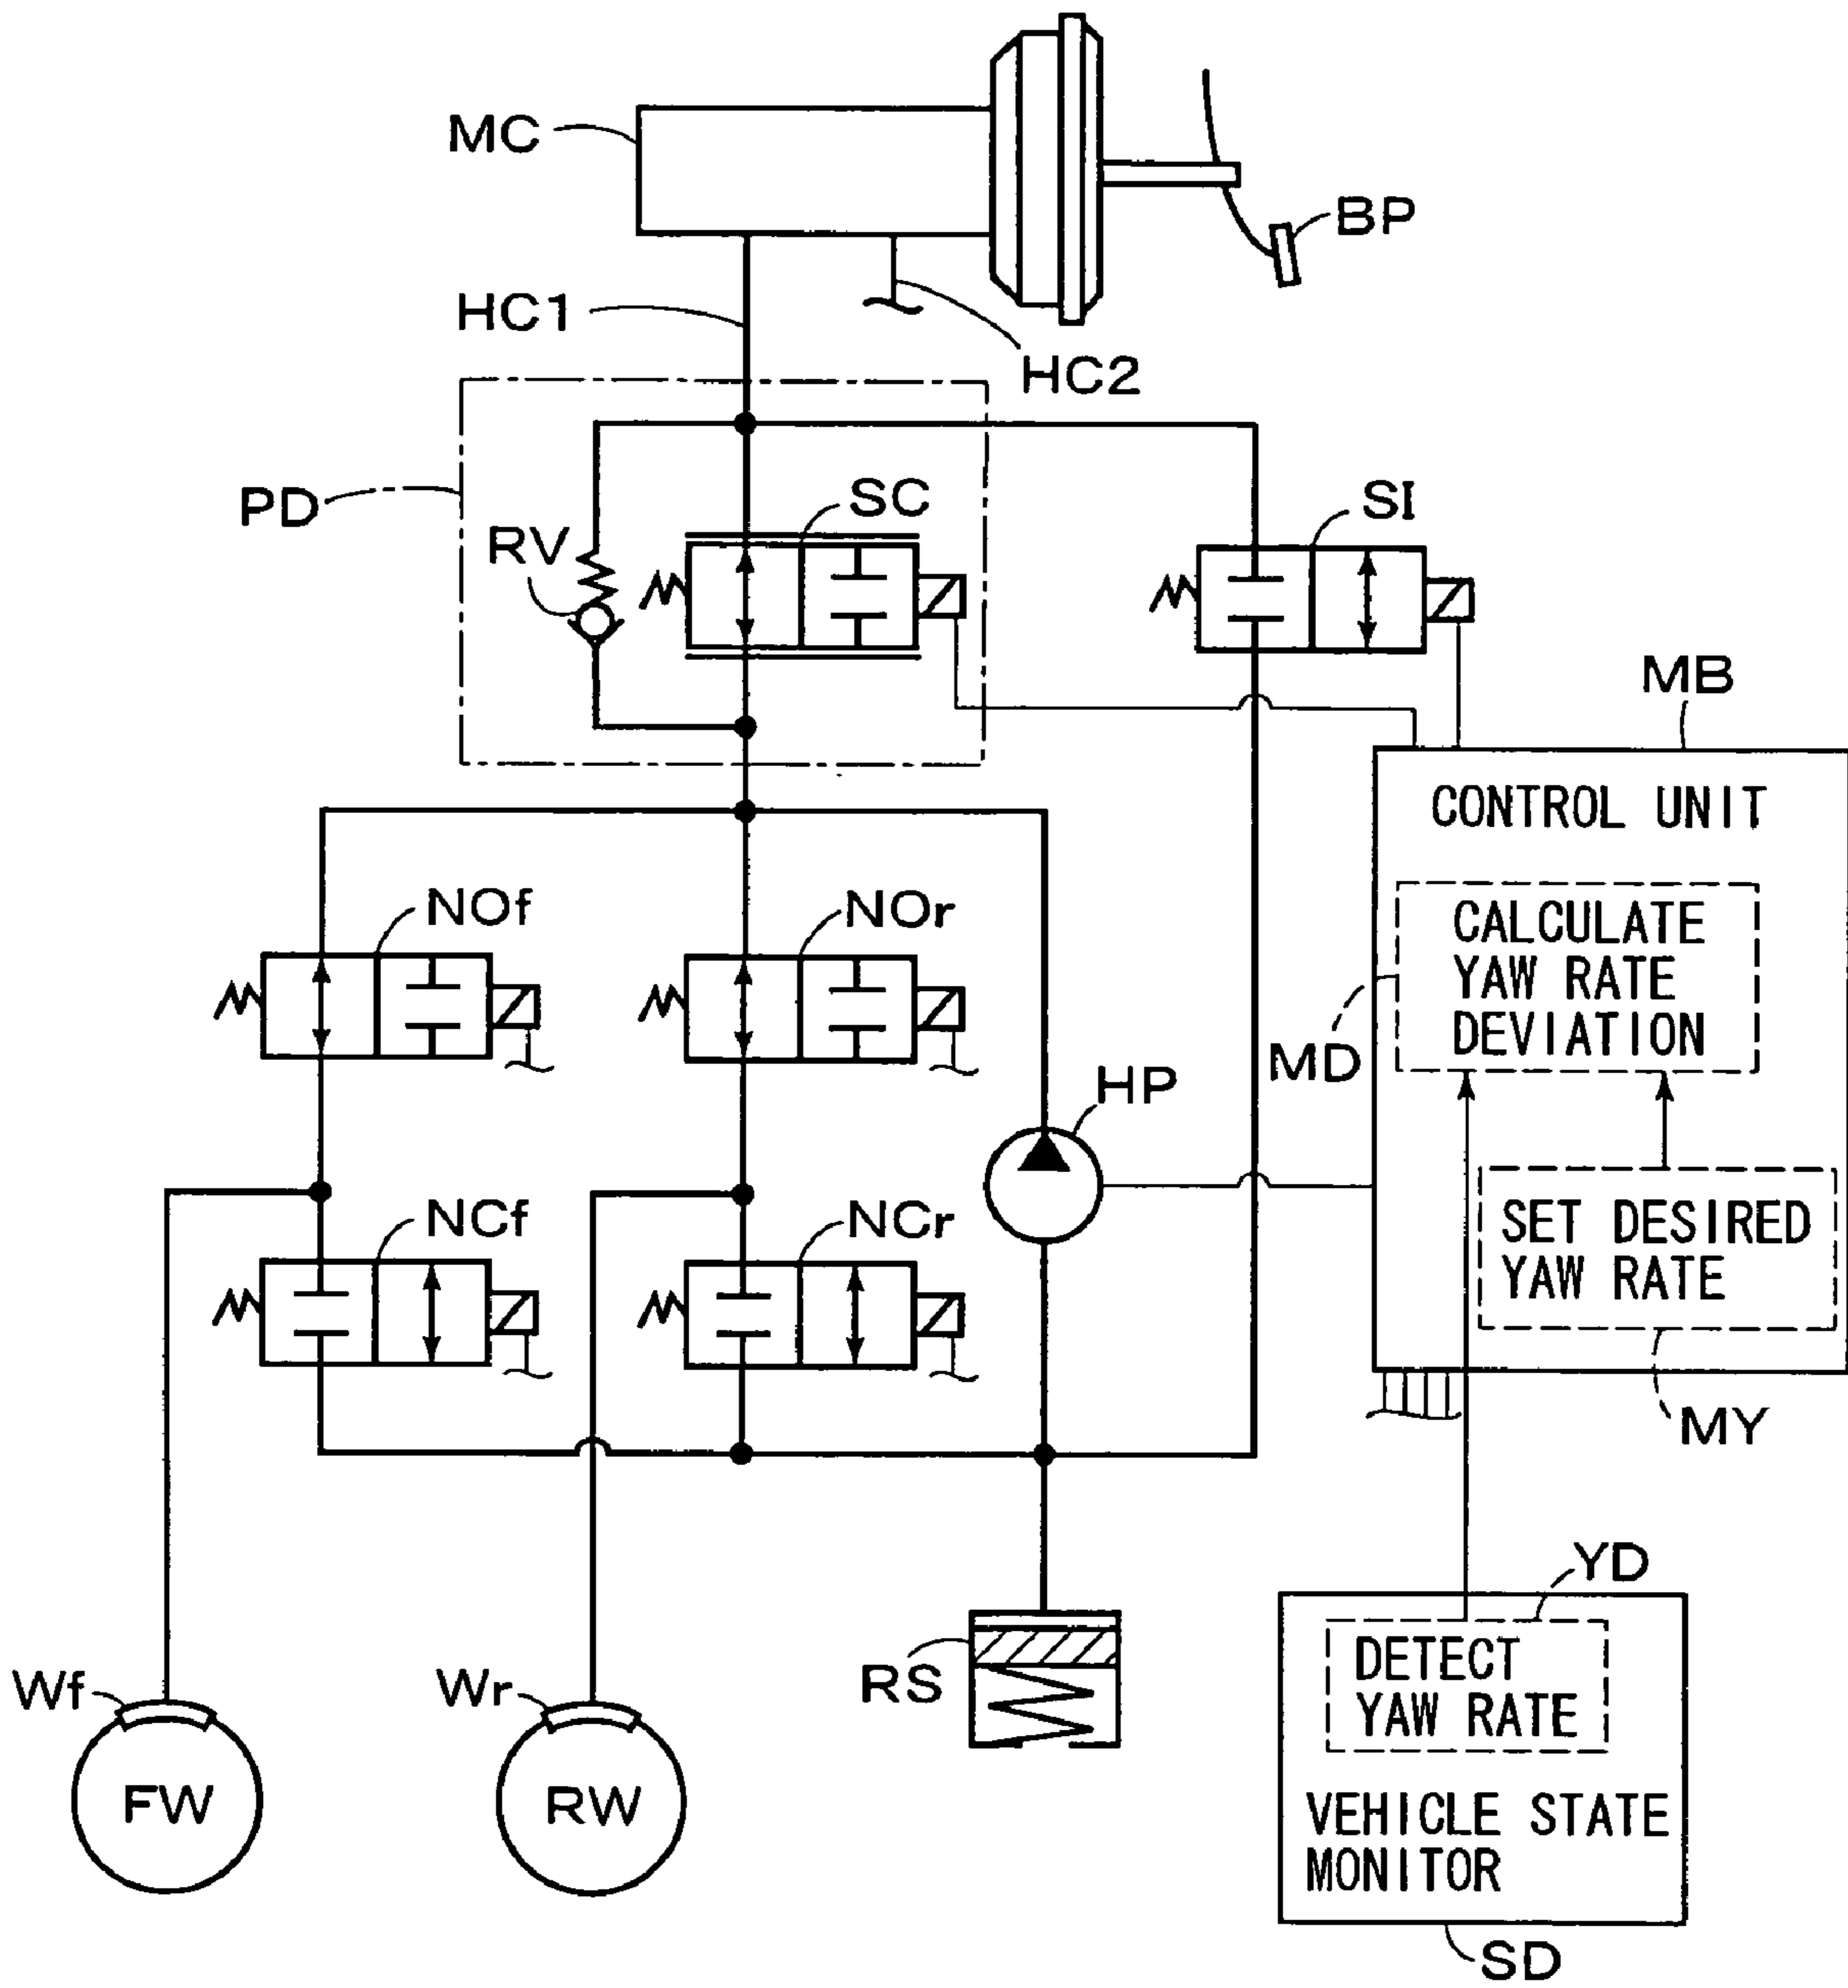 MC
BP
HC1
HC2
PD
SC
SI
RV
MB
CONTROL UNIT
NOf
NOr
CALCULATE
YAW RATE
DEVIATION
MD
HP
NCf
NCr
SET DESIRED
YAW RATE
MY
YD
DETECT
YAW RATE
RS
Wf
Wr
FW
RW
VEHICLE STATE
MONITOR
SD